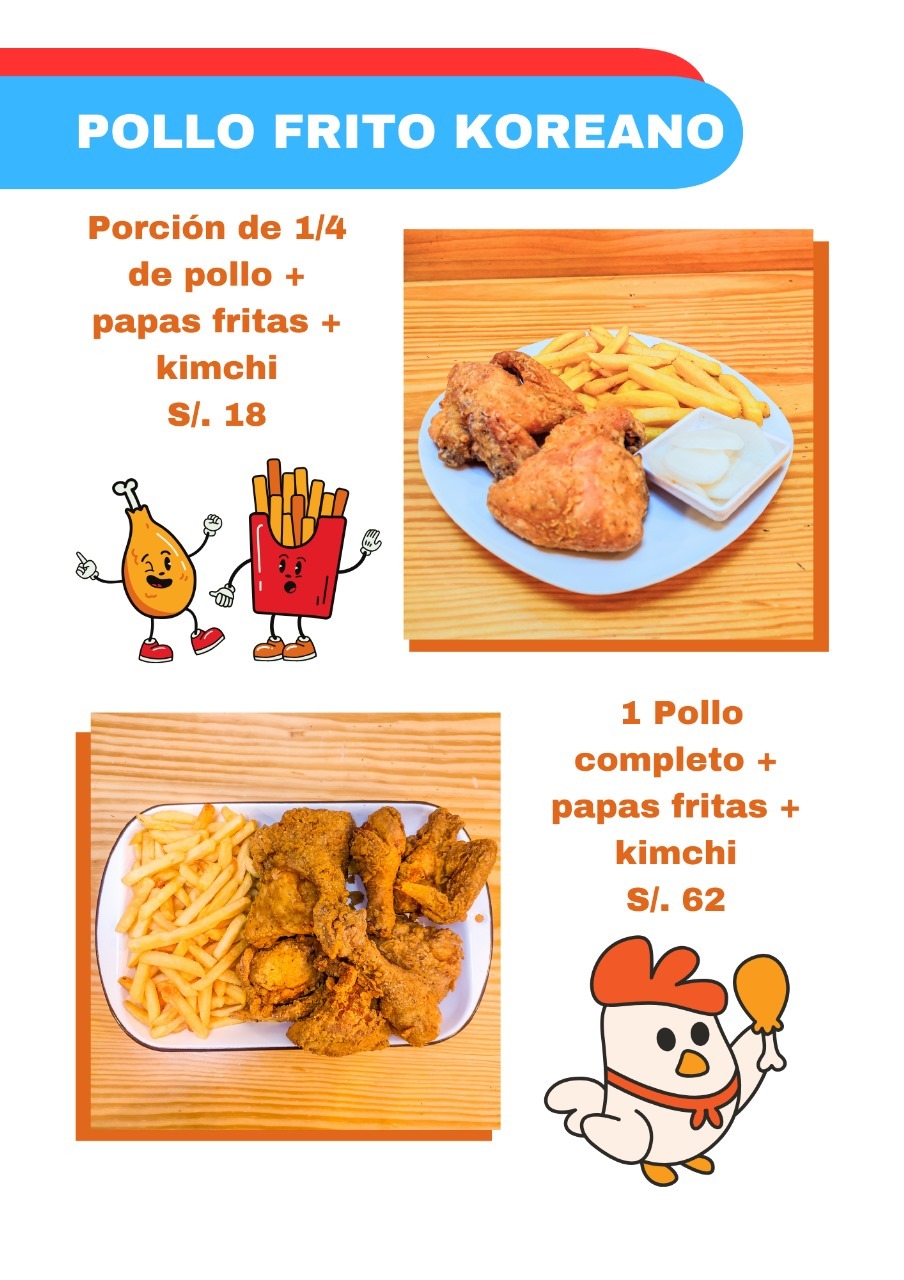 POLLO FRITO KOREANO
Porción de 1/4
de pollo +
papas fritas +
kimchi
S/. 18
1 Pollo
completo +
papas fritas +
kimchi
S/. 62